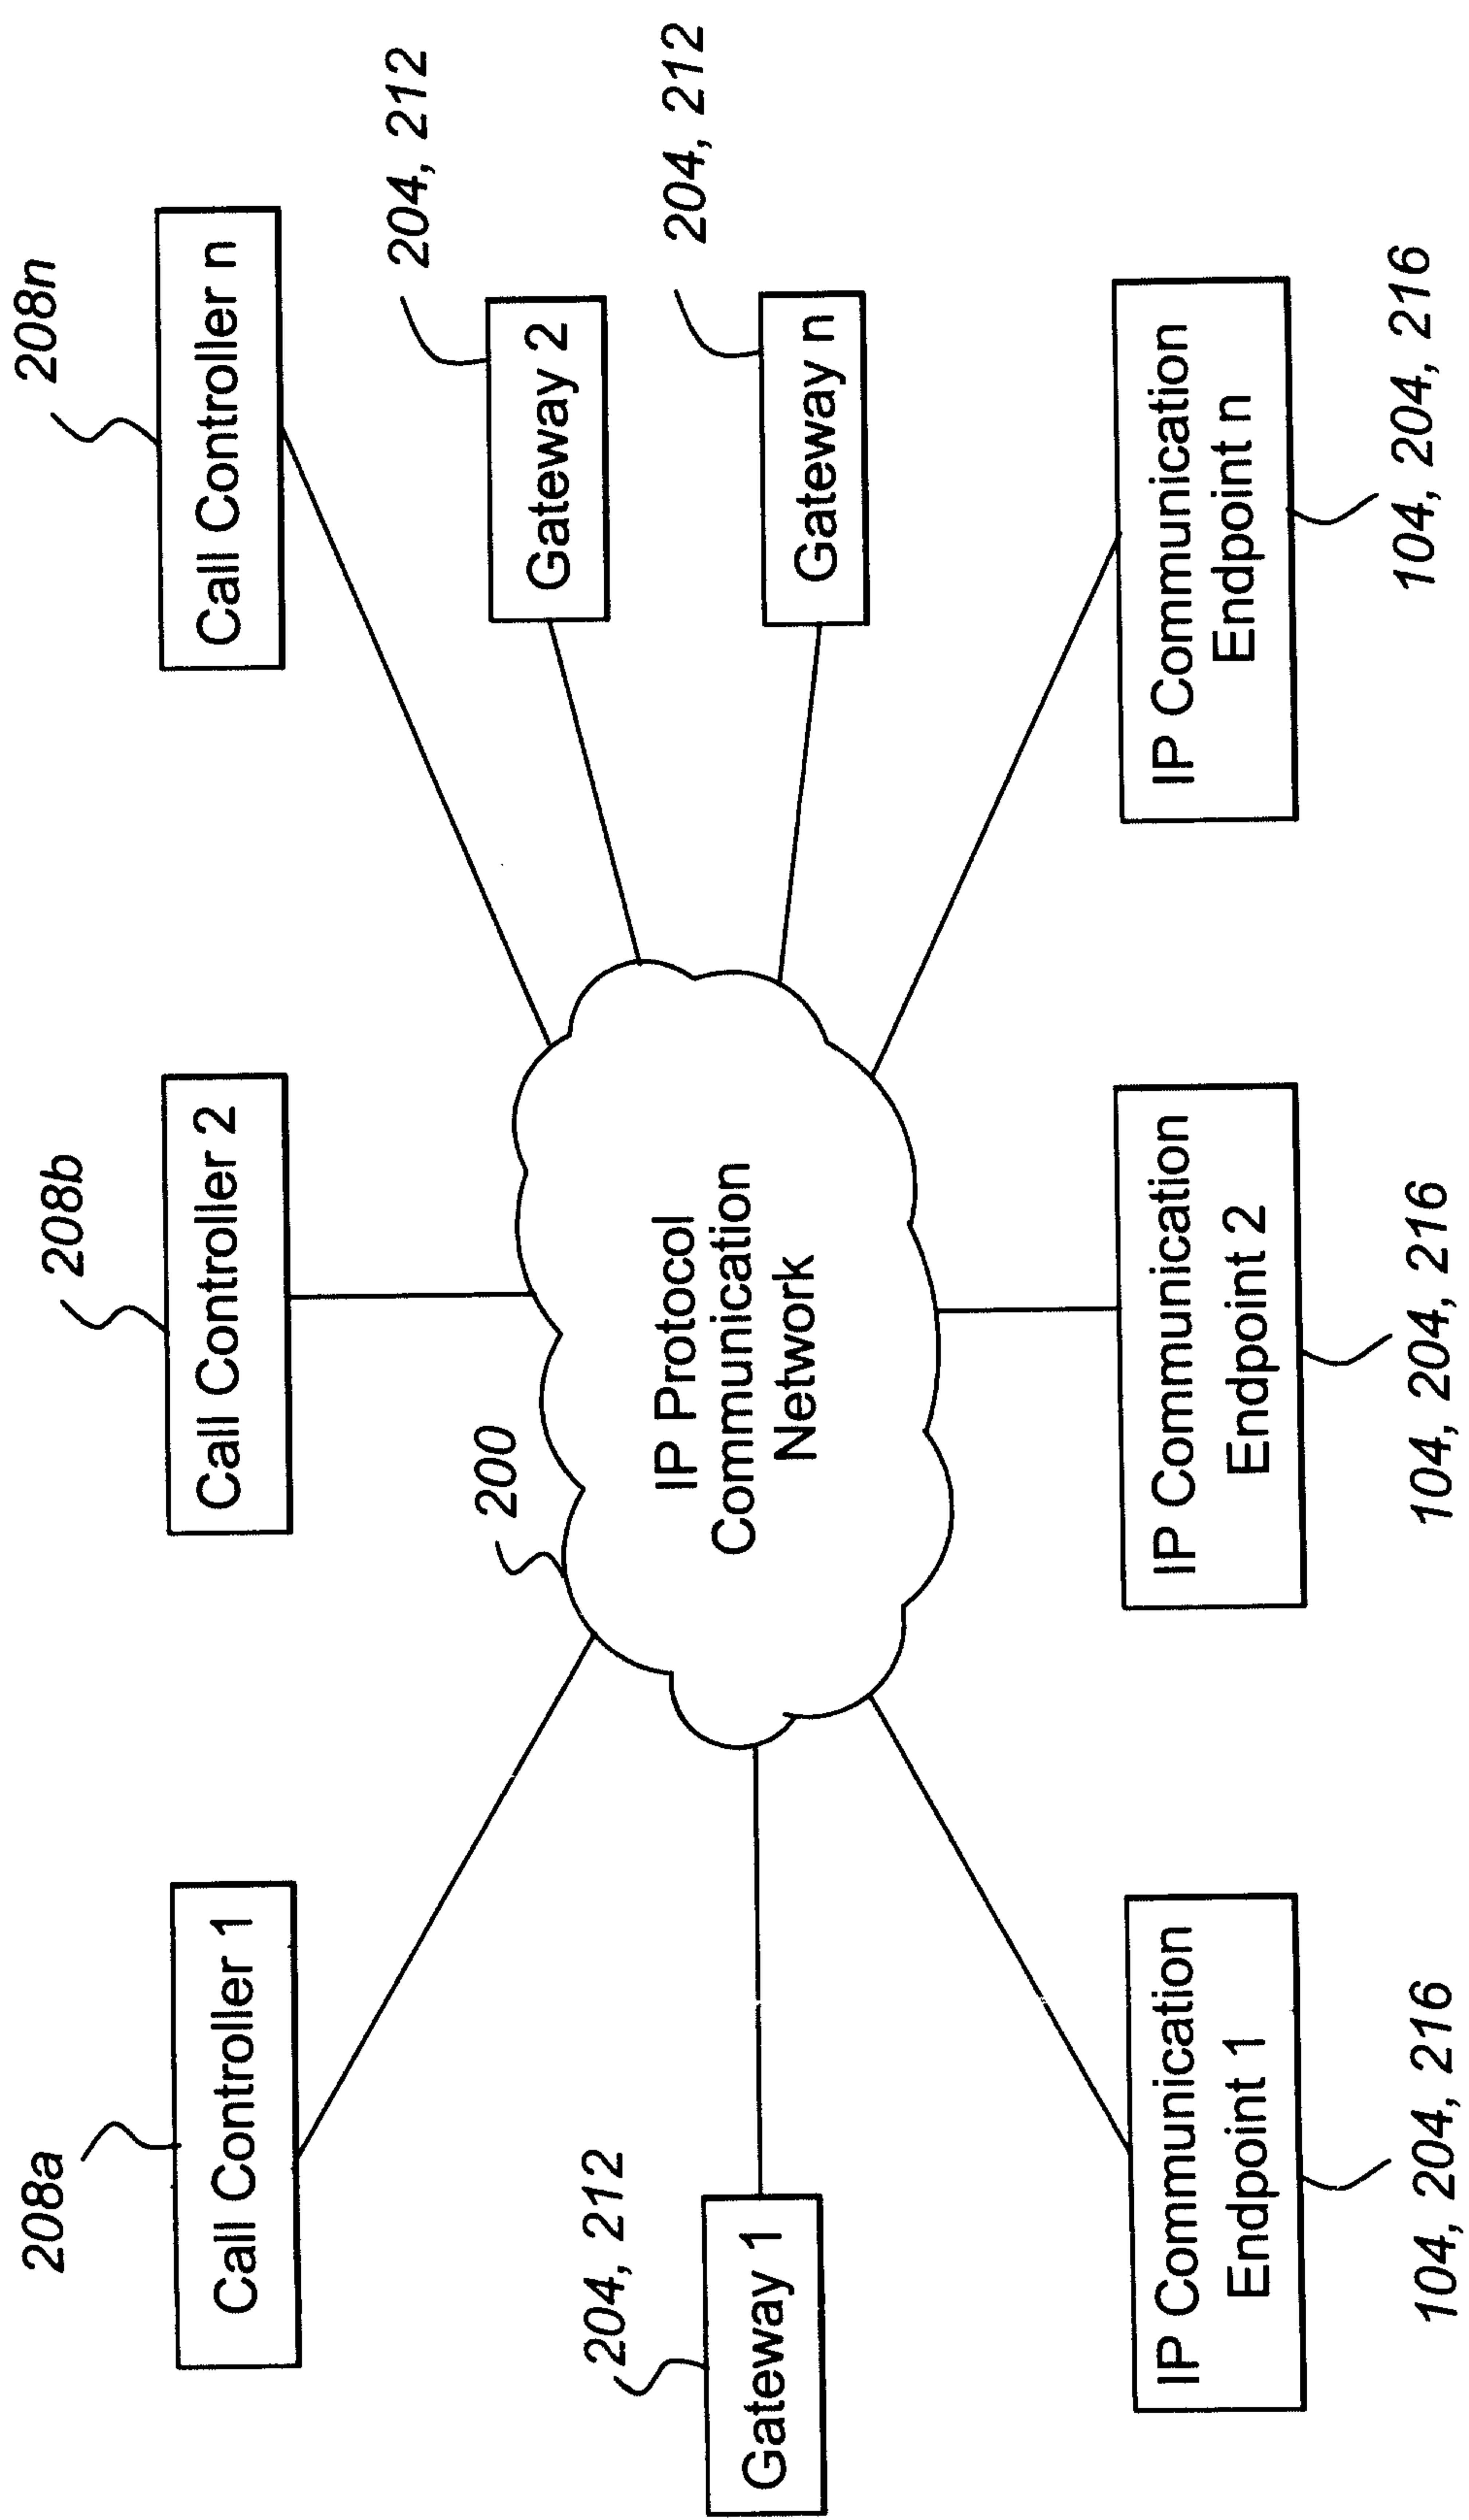 208a
208b
208n
Call Controller 1
Call Controller 2
Call Controller n
204, 212
Gateway 2
200
204, 212
Gateway 1
IP Protocol
Communication
Network
204, 212
Gateway n
IP Communication
Endpoint 1
IP Communication
Endpoint 2
IP Communication
Endpoint n
104, 204, 216
104, 204, 216
104, 204, 216